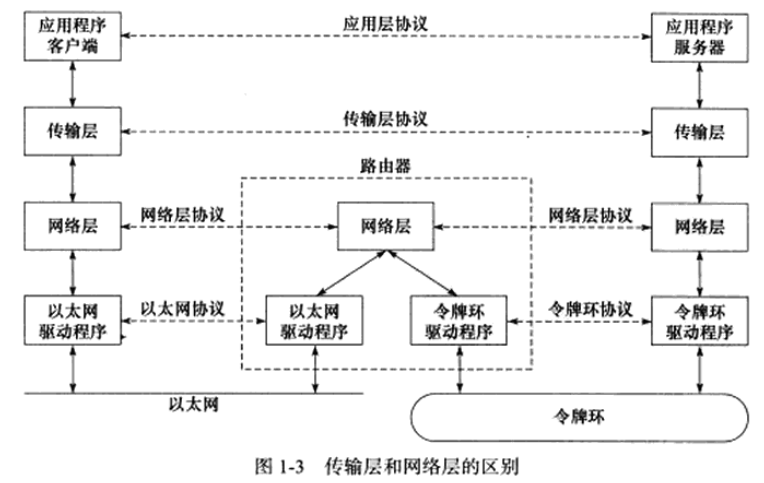 应用程序
客户端
应用层协议
应用程序
服务器
传输层
传输层协议
传输层
路由器
网络层
网络层协议
网络层
网络层协议
网络层
以太网
驱动程序
以太网协议
以太网
驱动程序
令牌环
驱动程序
令牌环协议
令牌环
驱动程序
以太网
令牌环
图 1-3 传输层和网络层的区别